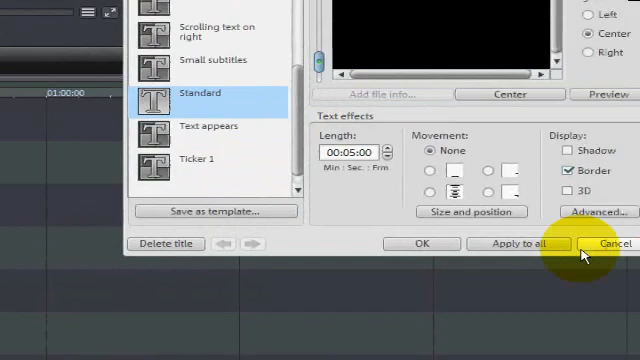 01:00:00
Scrolling text on
right
Small subtitles
Standard
Text appears
Ticker 1
Save as template...
Delete title
Left
Center
Right
Add file info...
Center
Preview
Text effects
Length:
00:05:00
Min : Sec. : Frm
Movement:
None
Size and position
Display:
Shadow
Border
3D
Advanced...
OK
Apply to all
Cancel